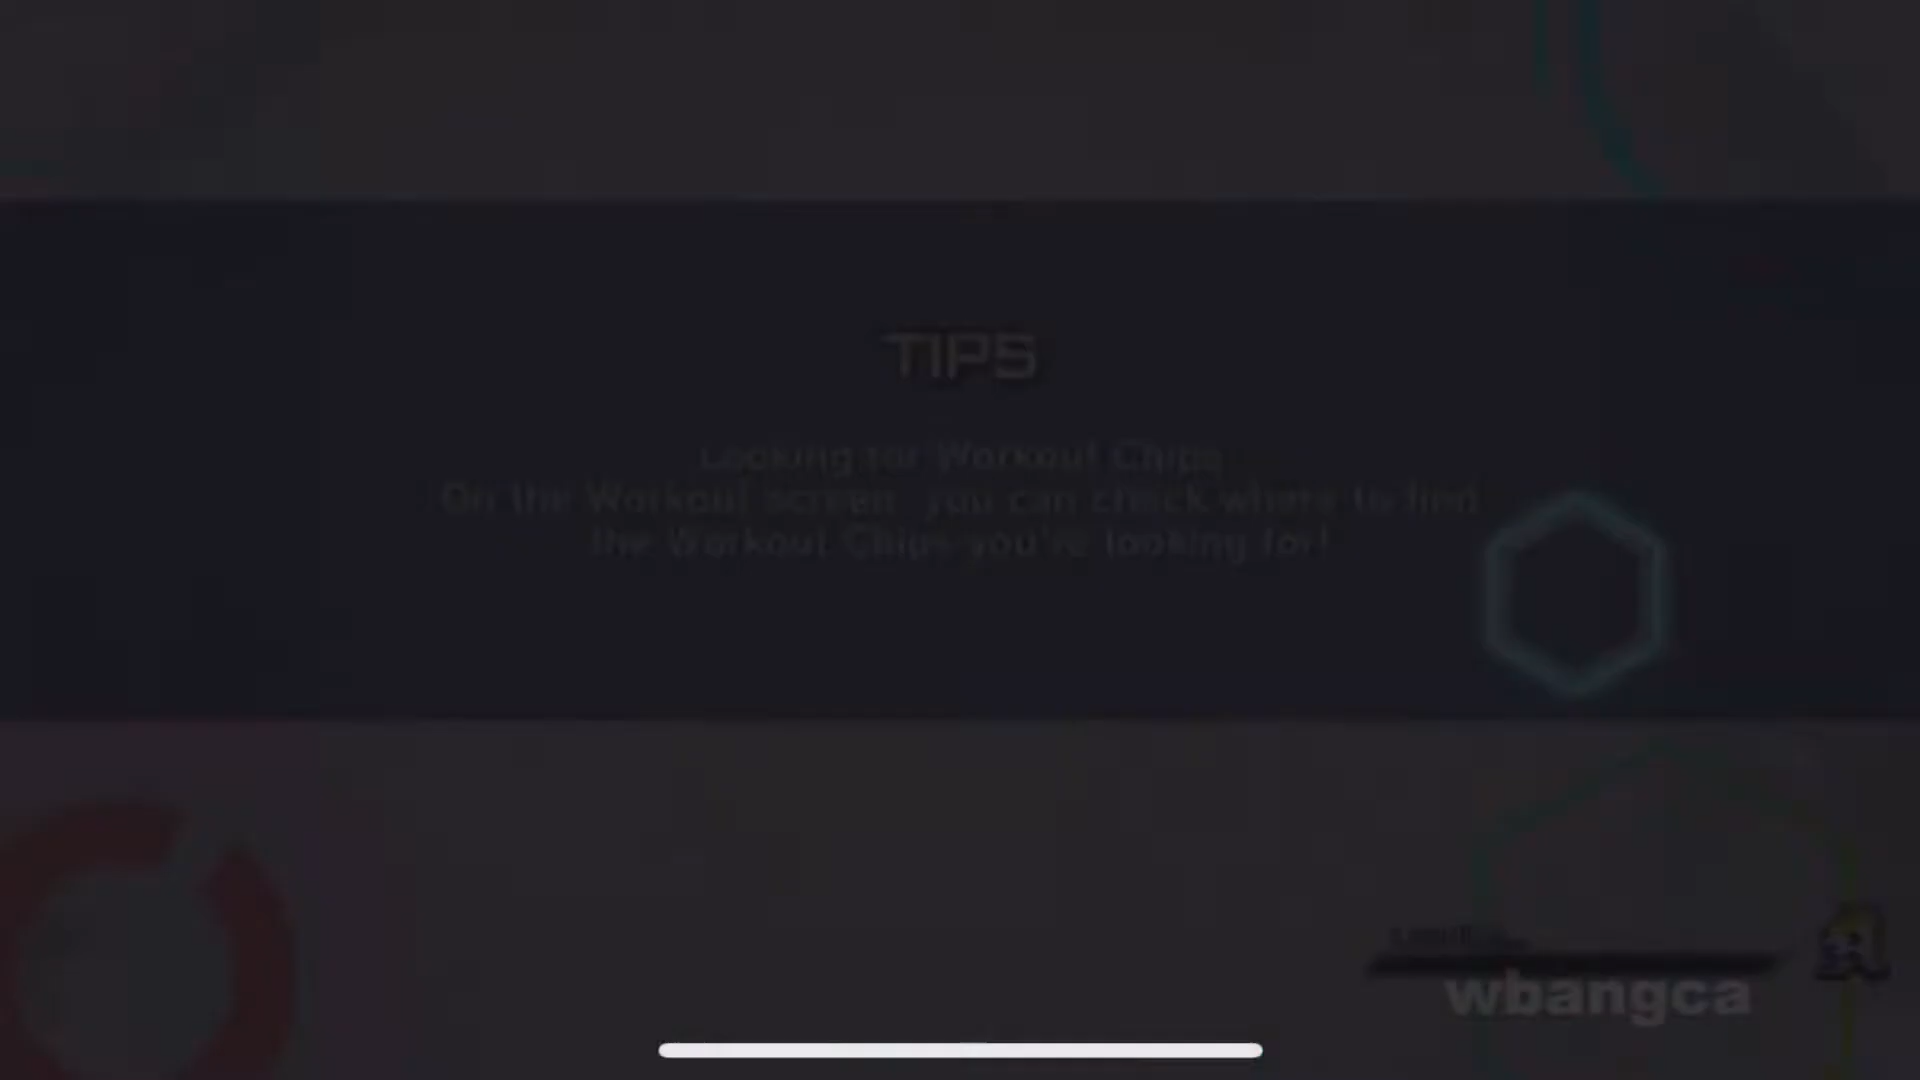 TIPS
Looking for Workout Chips
On the Workout screen, you can check where to find
the Workout Chips you're looking for!
Loading...
wbangca